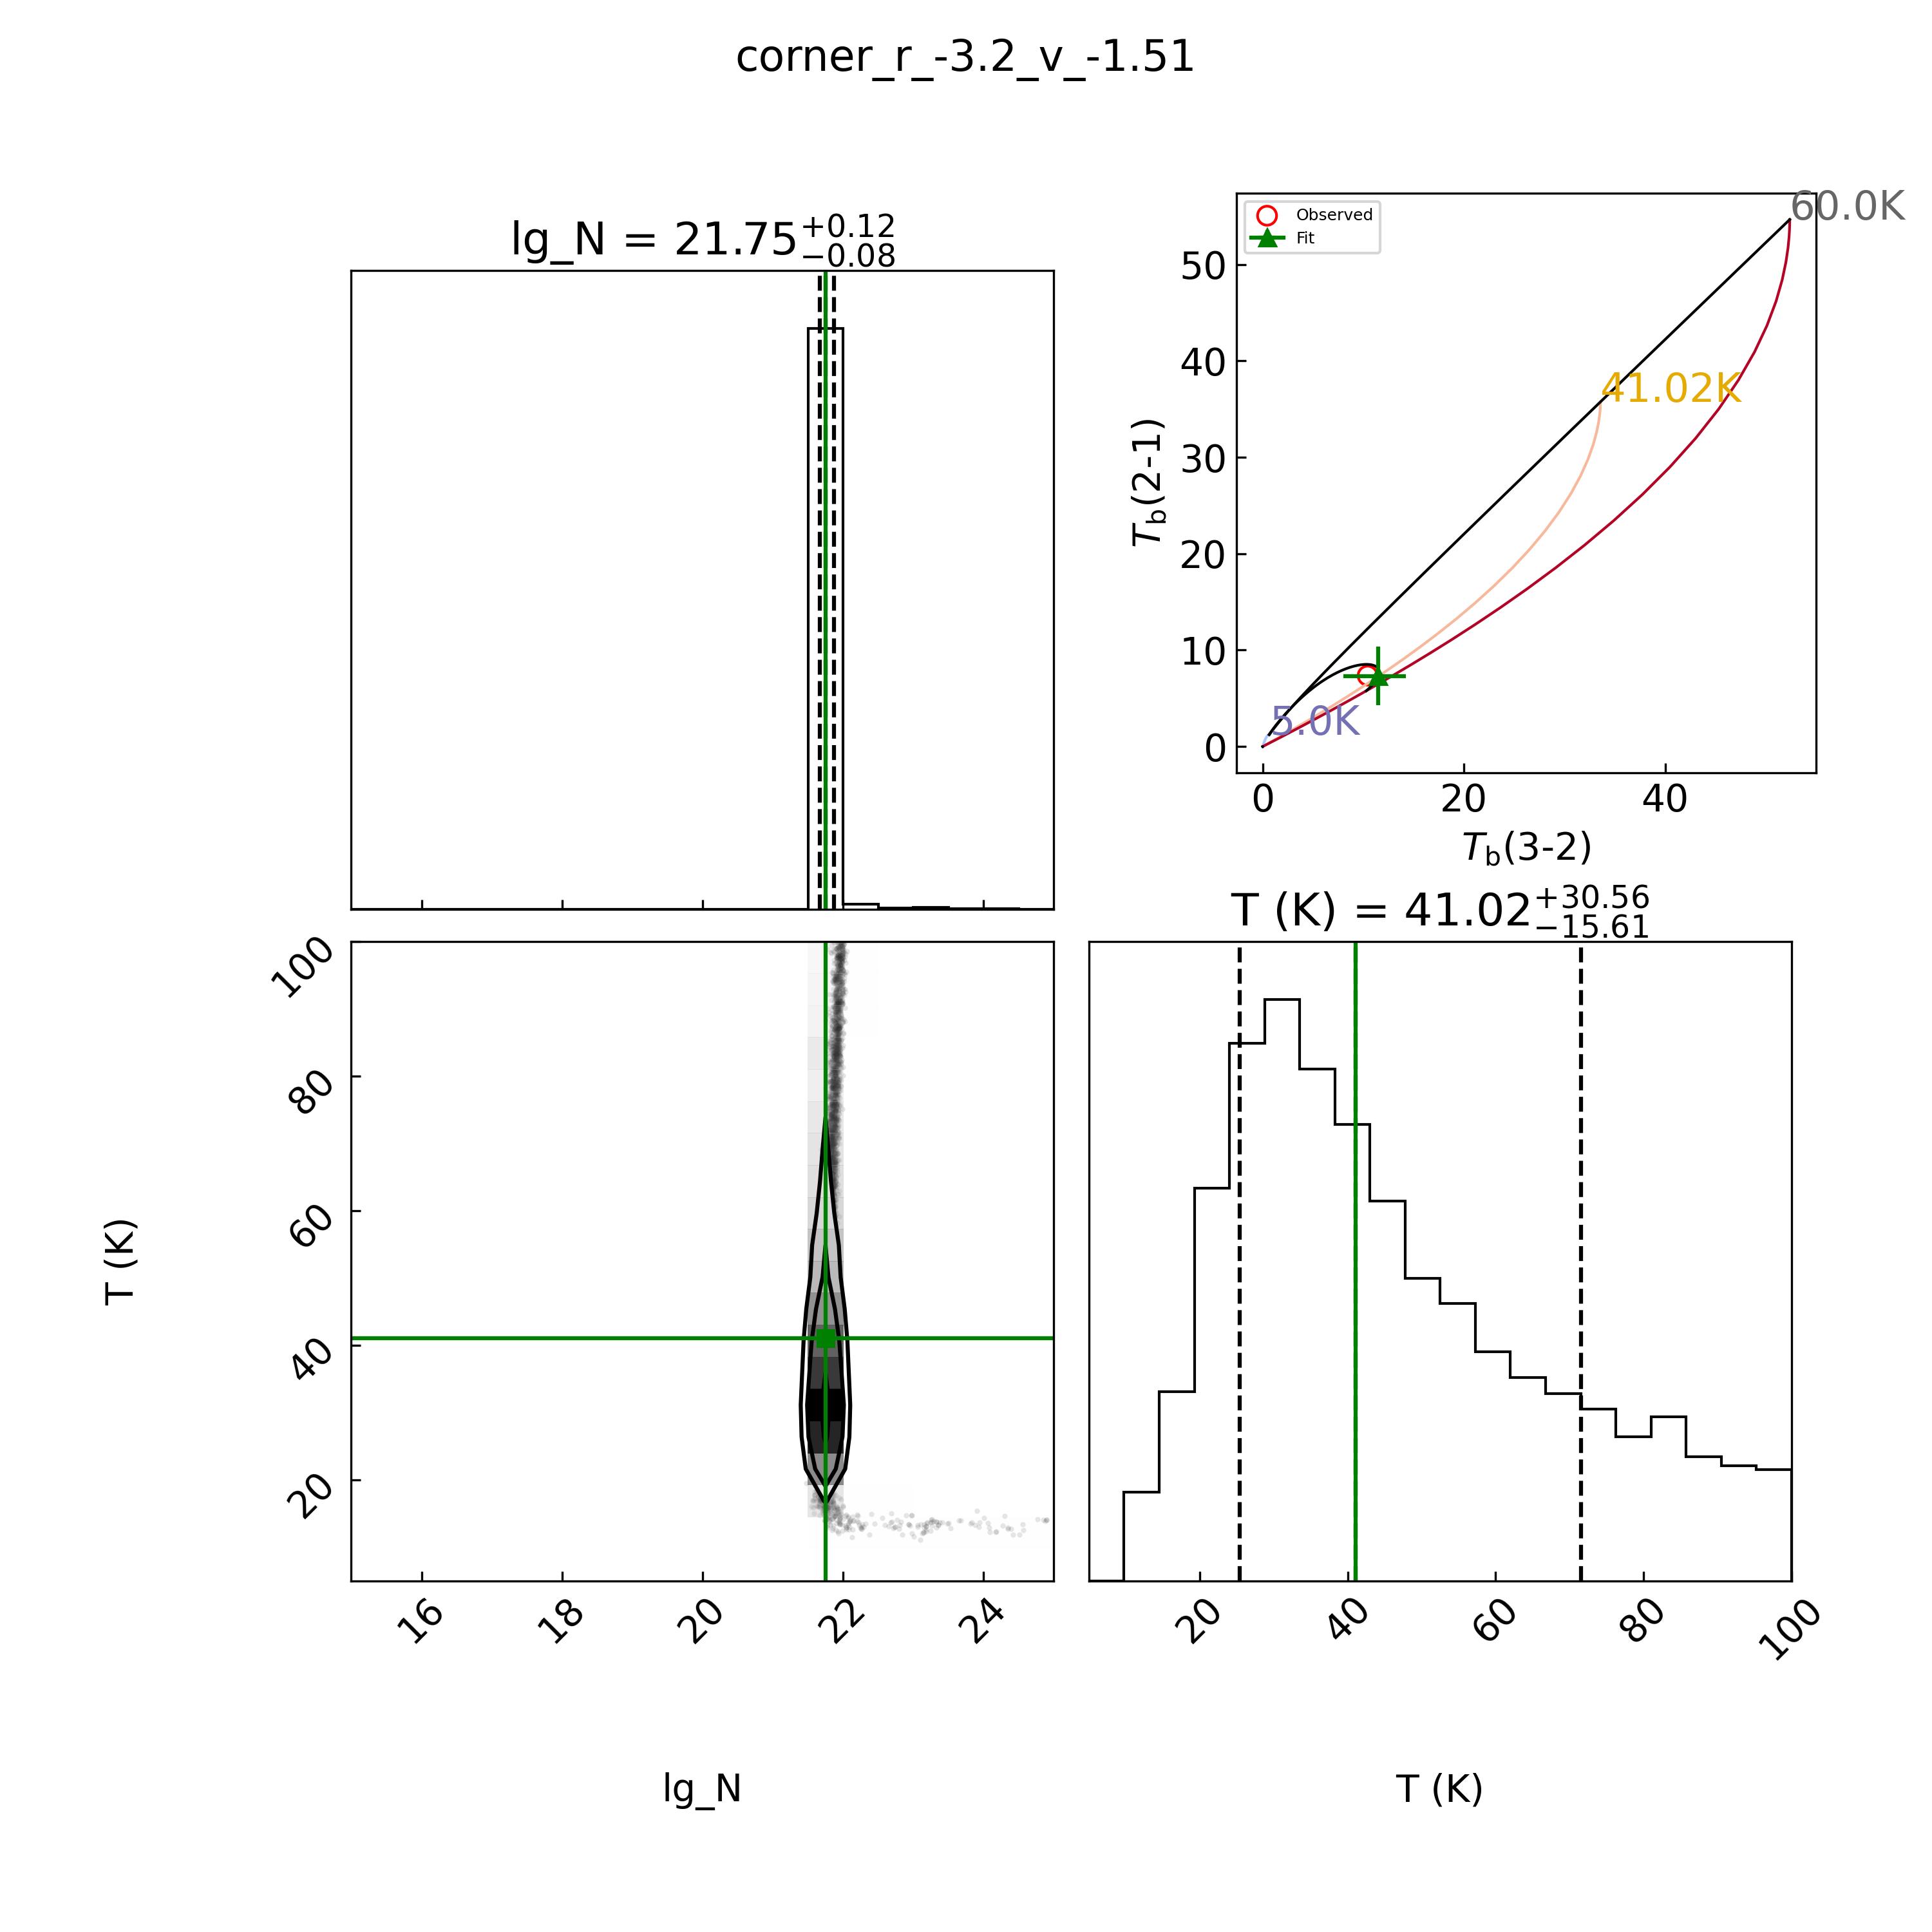 corner_r_-3.2_v_-1.51
lg_N = 21.75 +0.12 −0.08
60.0K
Observed
Fit
50
40
30
20
10
0
T_b(2-1)
41.02K
5.0K
0 20 40
T_b(3-2)
T (K) = 41.02 +30.56 −15.61
100
80
60
40
20
T (K)
16 18 20 22 24
lg_N
20 40 60 80 100
T (K)